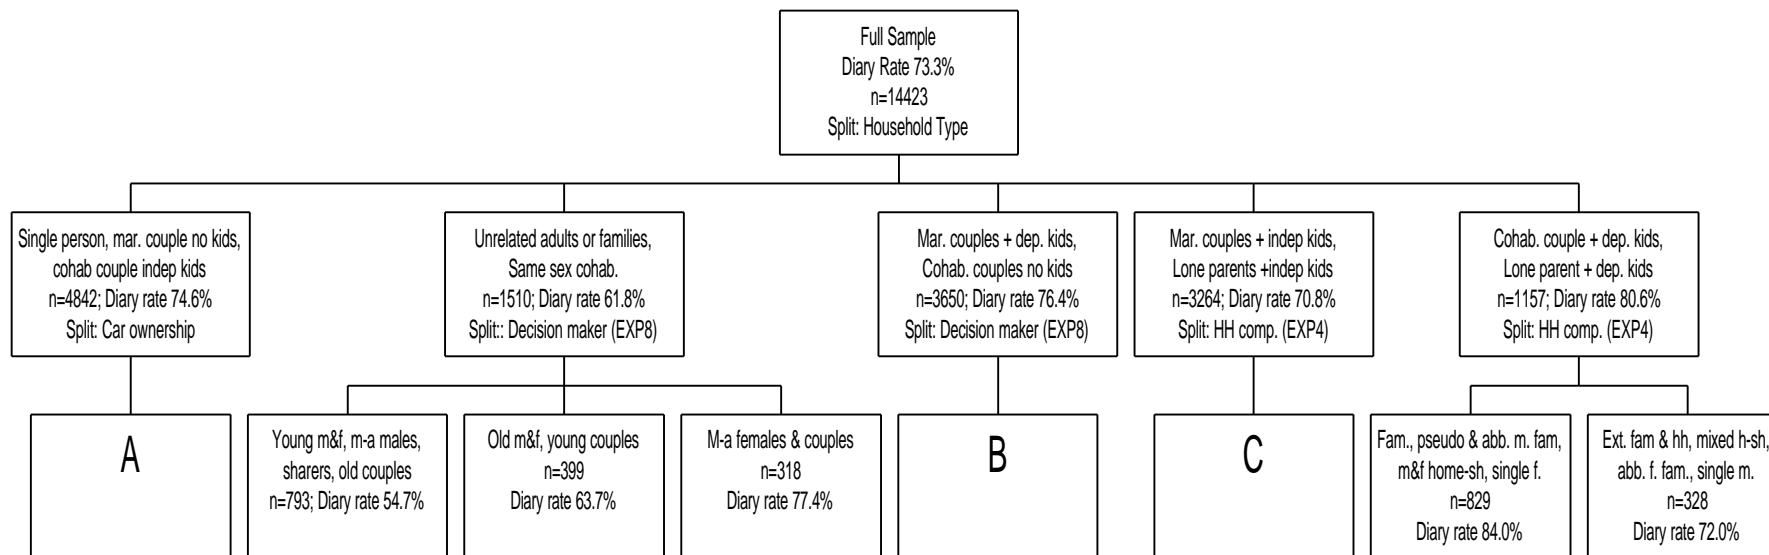 Full Sample
Diary Rate 73.3%
n=14423
Split: Household Type
Single person, mar. couple no kids,
cohab couple indep kids
n=4842; Diary rate 74.6%
Split: Car ownership
Unrelated adults or families,
Same sex cohab.
n=1510; Diary rate 61.8%
Split:: Decision maker (EXP8)
Mar. couples + dep. kids,
Cohab. couples no kids
n=3650; Diary rate 76.4%
Split: Decision maker (EXP8)
Mar. couples + indep kids,
Lone parents +indep kids
n=3264; Diary rate 70.8%
Split: HH comp. (EXP4)
Cohab. couple + dep. kids,
Lone parent + dep. kids
n=1157; Diary rate 80.6%
Split: HH comp. (EXP4)
A
Young m&f, m-a males,
sharers, old couples
n=793; Diary rate 54.7%
Old m&f, young couples
n=399
Diary rate 63.7%
M-a females & couples
n=318
Diary rate 77.4%
B
C
Fam., pseudo & abb. m. fam,
m&f home-sh, single f.
n=829
Diary rate 84.0%
Ext. fam & hh, mixed h-sh,
abb. f. fam., single m.
n=328
Diary rate 72.0%